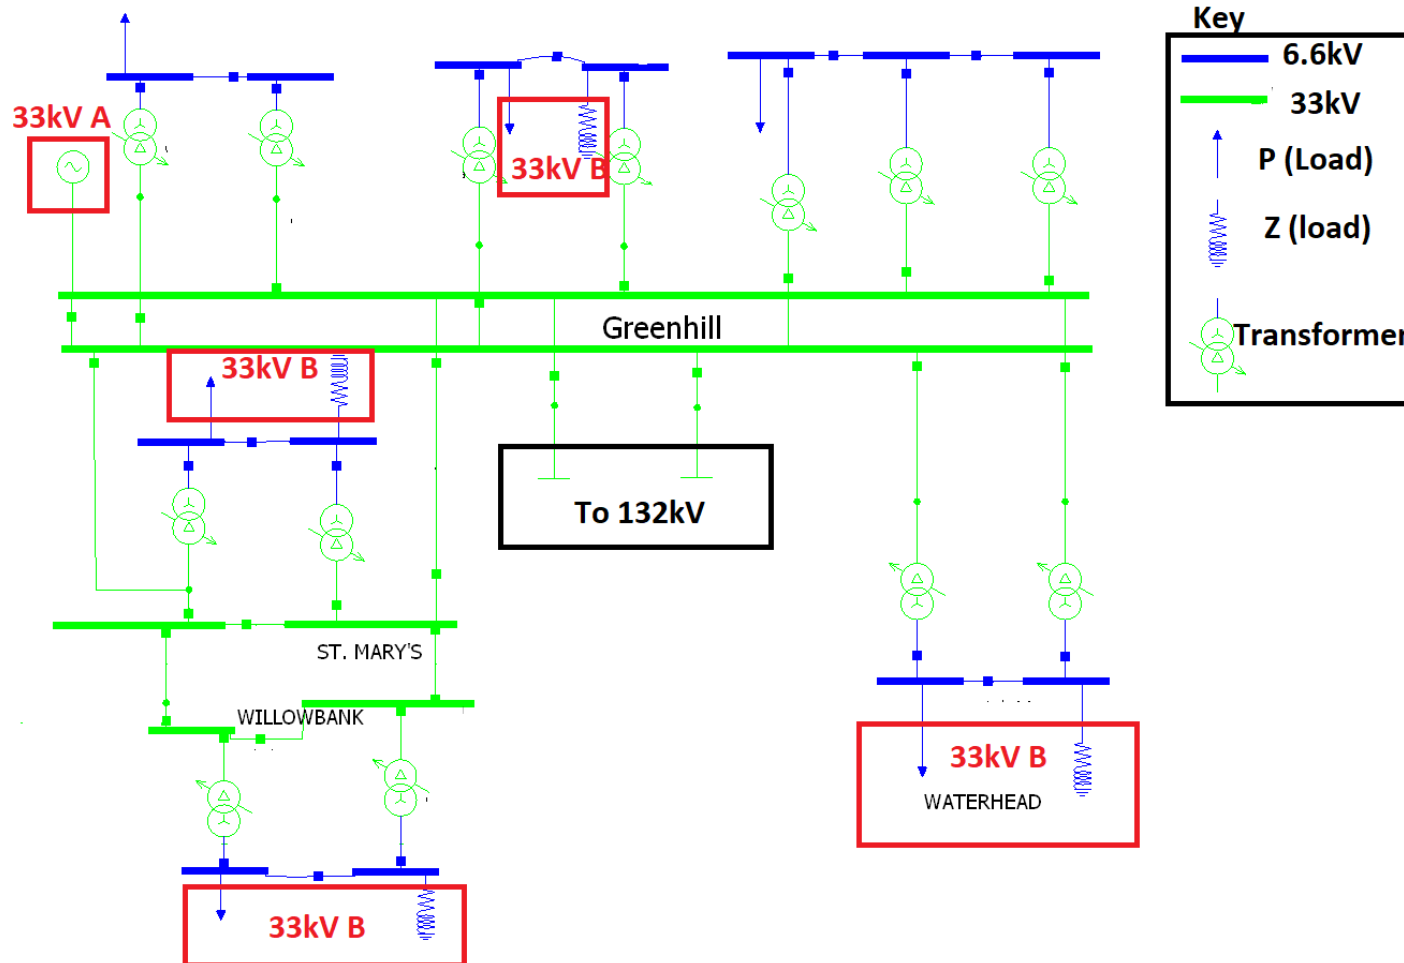 Key
6.6kV
33kV
P (Load)
Z (load)
Transformer
33kV A
33kV B
Greenhill
33kV B
To 132kV
ST. MARY'S
WILLOWBANK
33kV B
WATERHEAD
33kV B